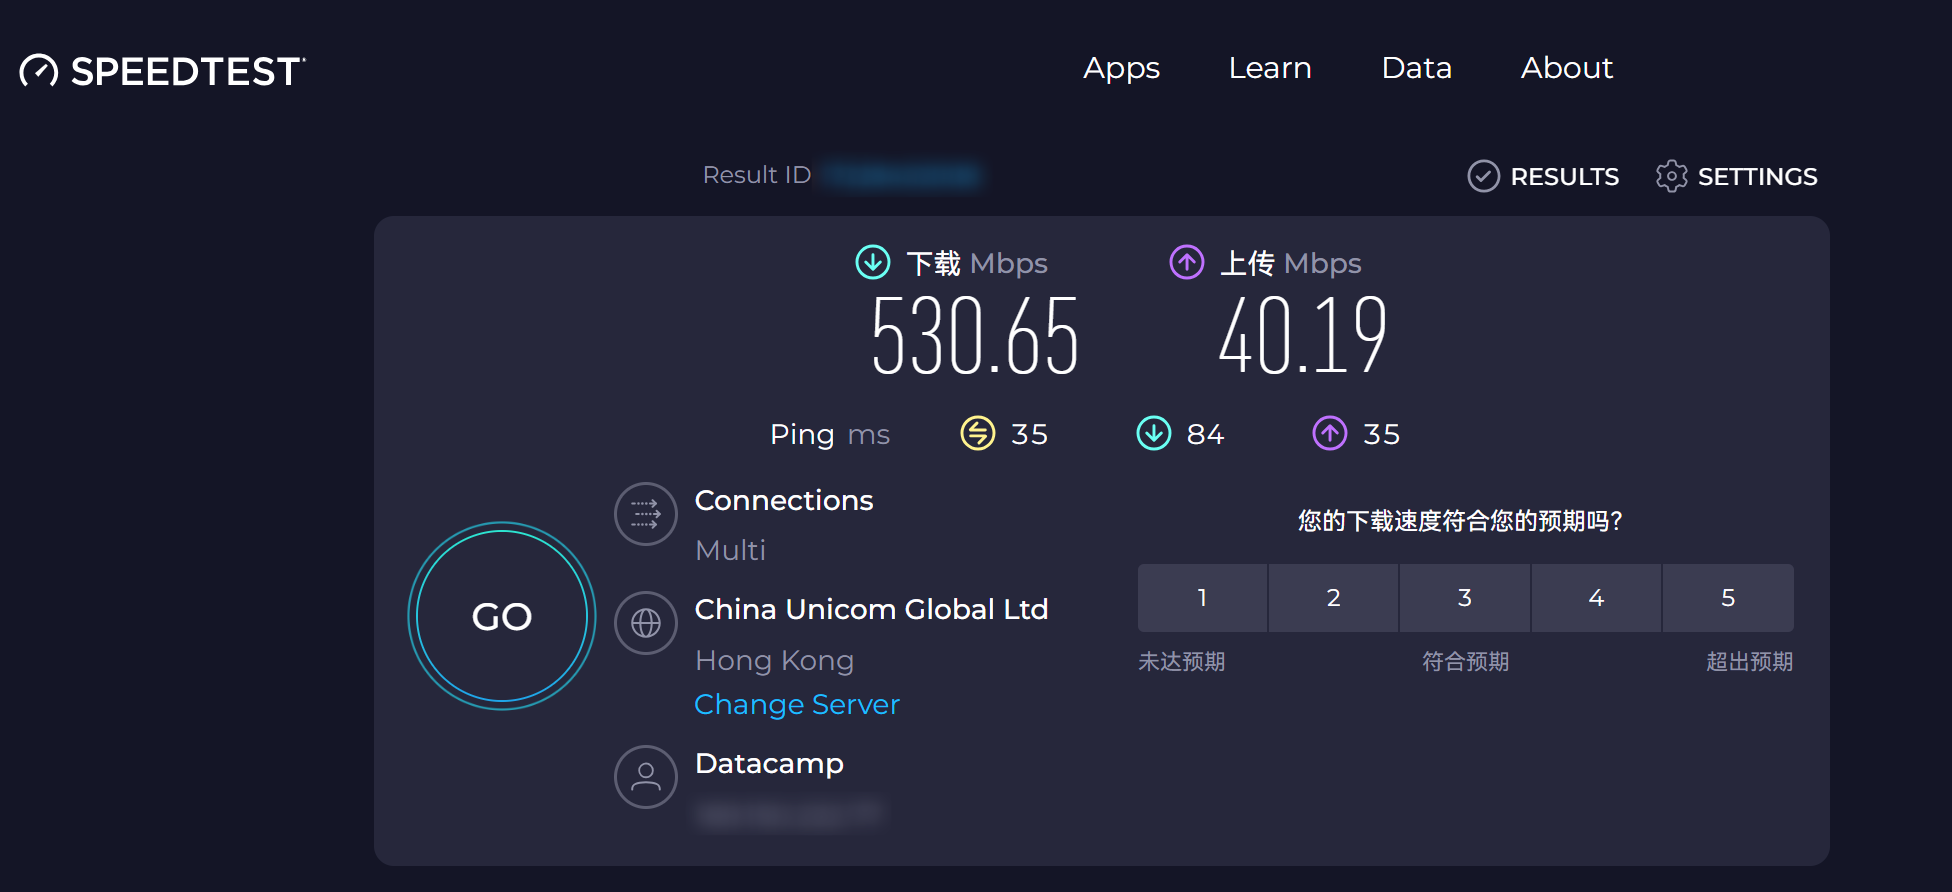 SPEEDTEST
Apps Learn Data About
Result ID
RESULTS SETTINGS
下载 Mbps
530.65
上传 Mbps
40.19
Ping ms 35 84 35
GO
Connections
Multi
China Unicom Global Ltd
Hong Kong
Change Server
Datacamp
您的下载速度符合您的预期吗?
1 2 3 4 5
未达预期 符合预期 超出预期